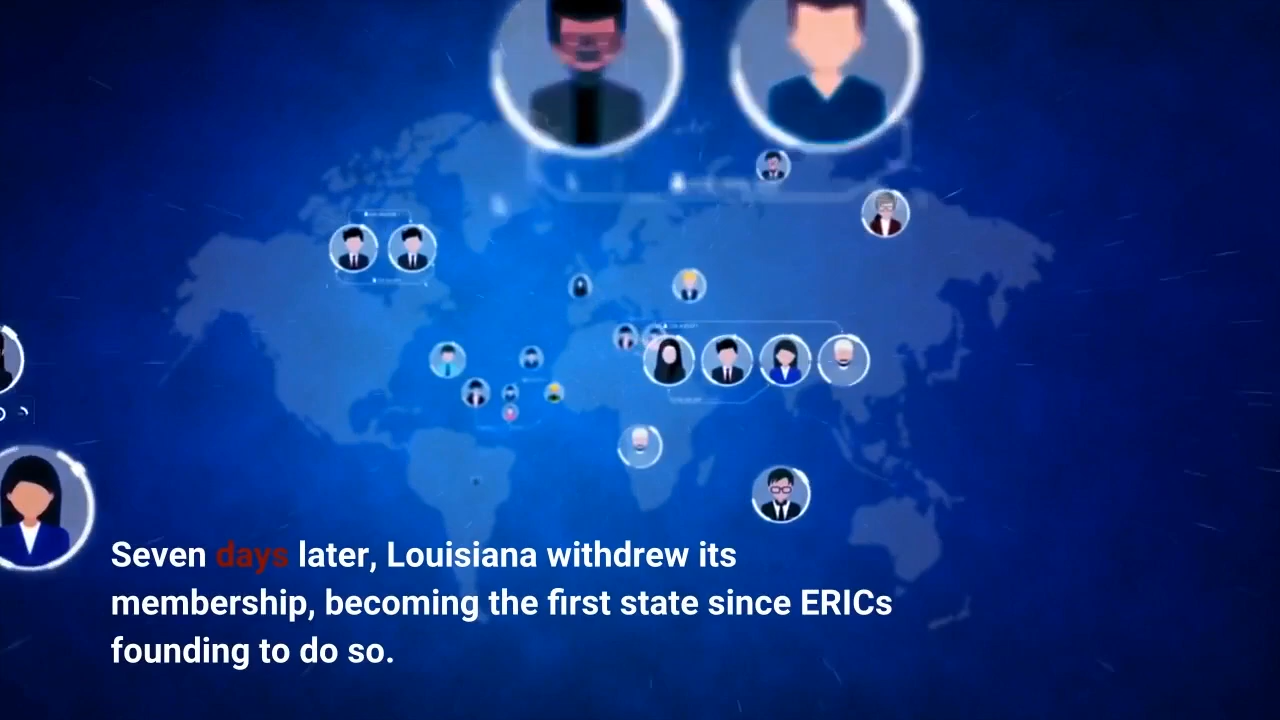 Seven days later, Louisiana withdrew its
membership, becoming the first state since ERICs
founding to do so.